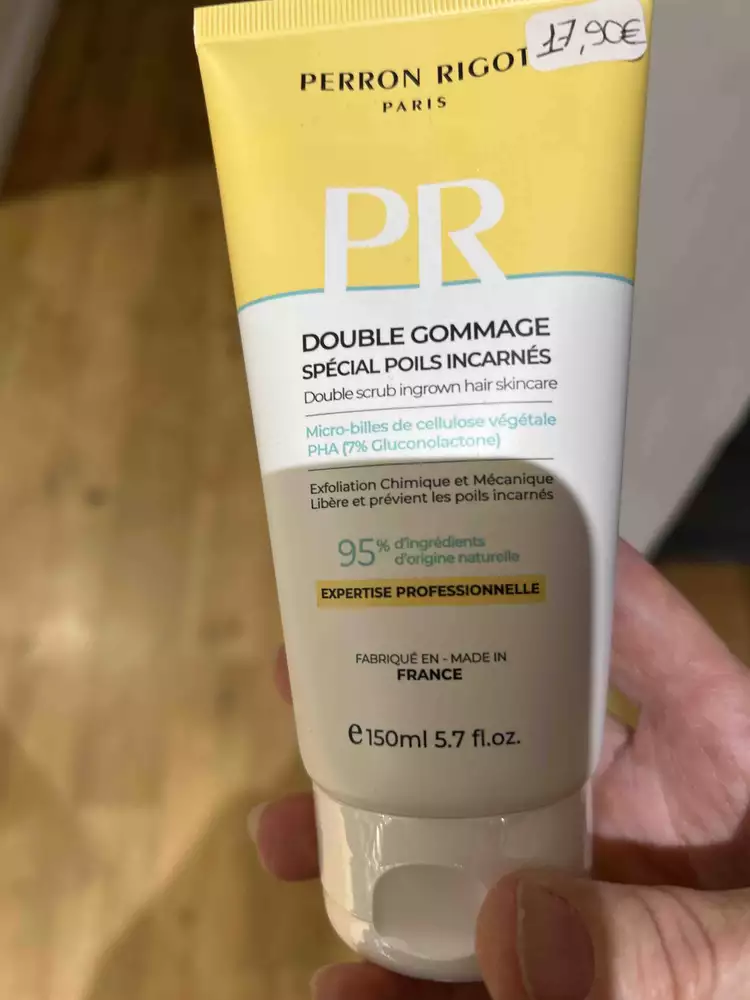 17,90€
PERRON RIGOT
PARIS
PR
DOUBLE GOMMAGE
SPÉCIAL POILS INCARNÉS
Double scrub ingrown hair skincare
Micro-billes de cellulose végétale
PHA (7% Gluconolactone)
Exfoliation Chimique et Mécanique
Libère et prévient les poils incarnés
95% d'ingrédients
d'origine naturelle
EXPERTISE PROFESSIONNELLE
FABRIQUÉ EN - MADE IN
FRANCE
e 150ml 5.7 fl.oz.